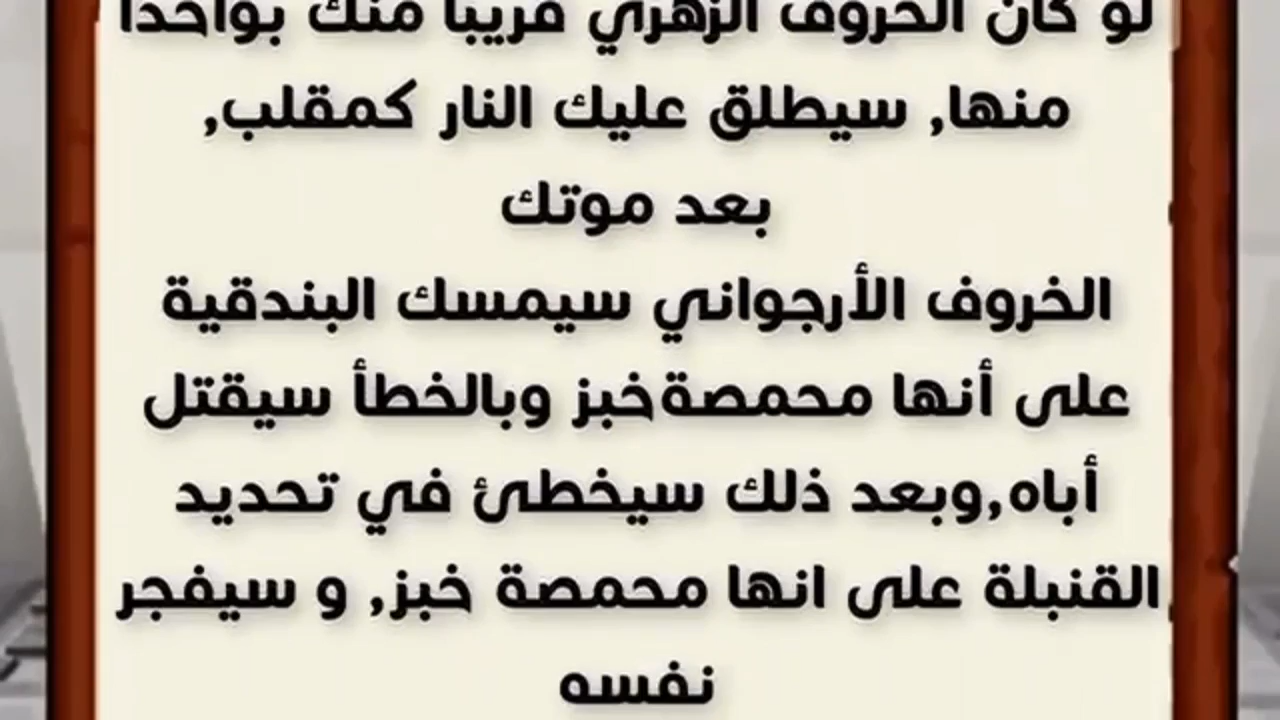 لو كان الخروف الزهري قريبا منك بواحدا
منها, سيطلق عليك النار كمقلب,
بعد موتك
الخروف الأرجواني سيمسك البندقية
على أنها محمصةخبز وبالخطأ سيقتل
أباه,وبعد ذلك سيخطئ في تحديد
القنبلة على انها محمصة خبز, و سيفجر
نفسه